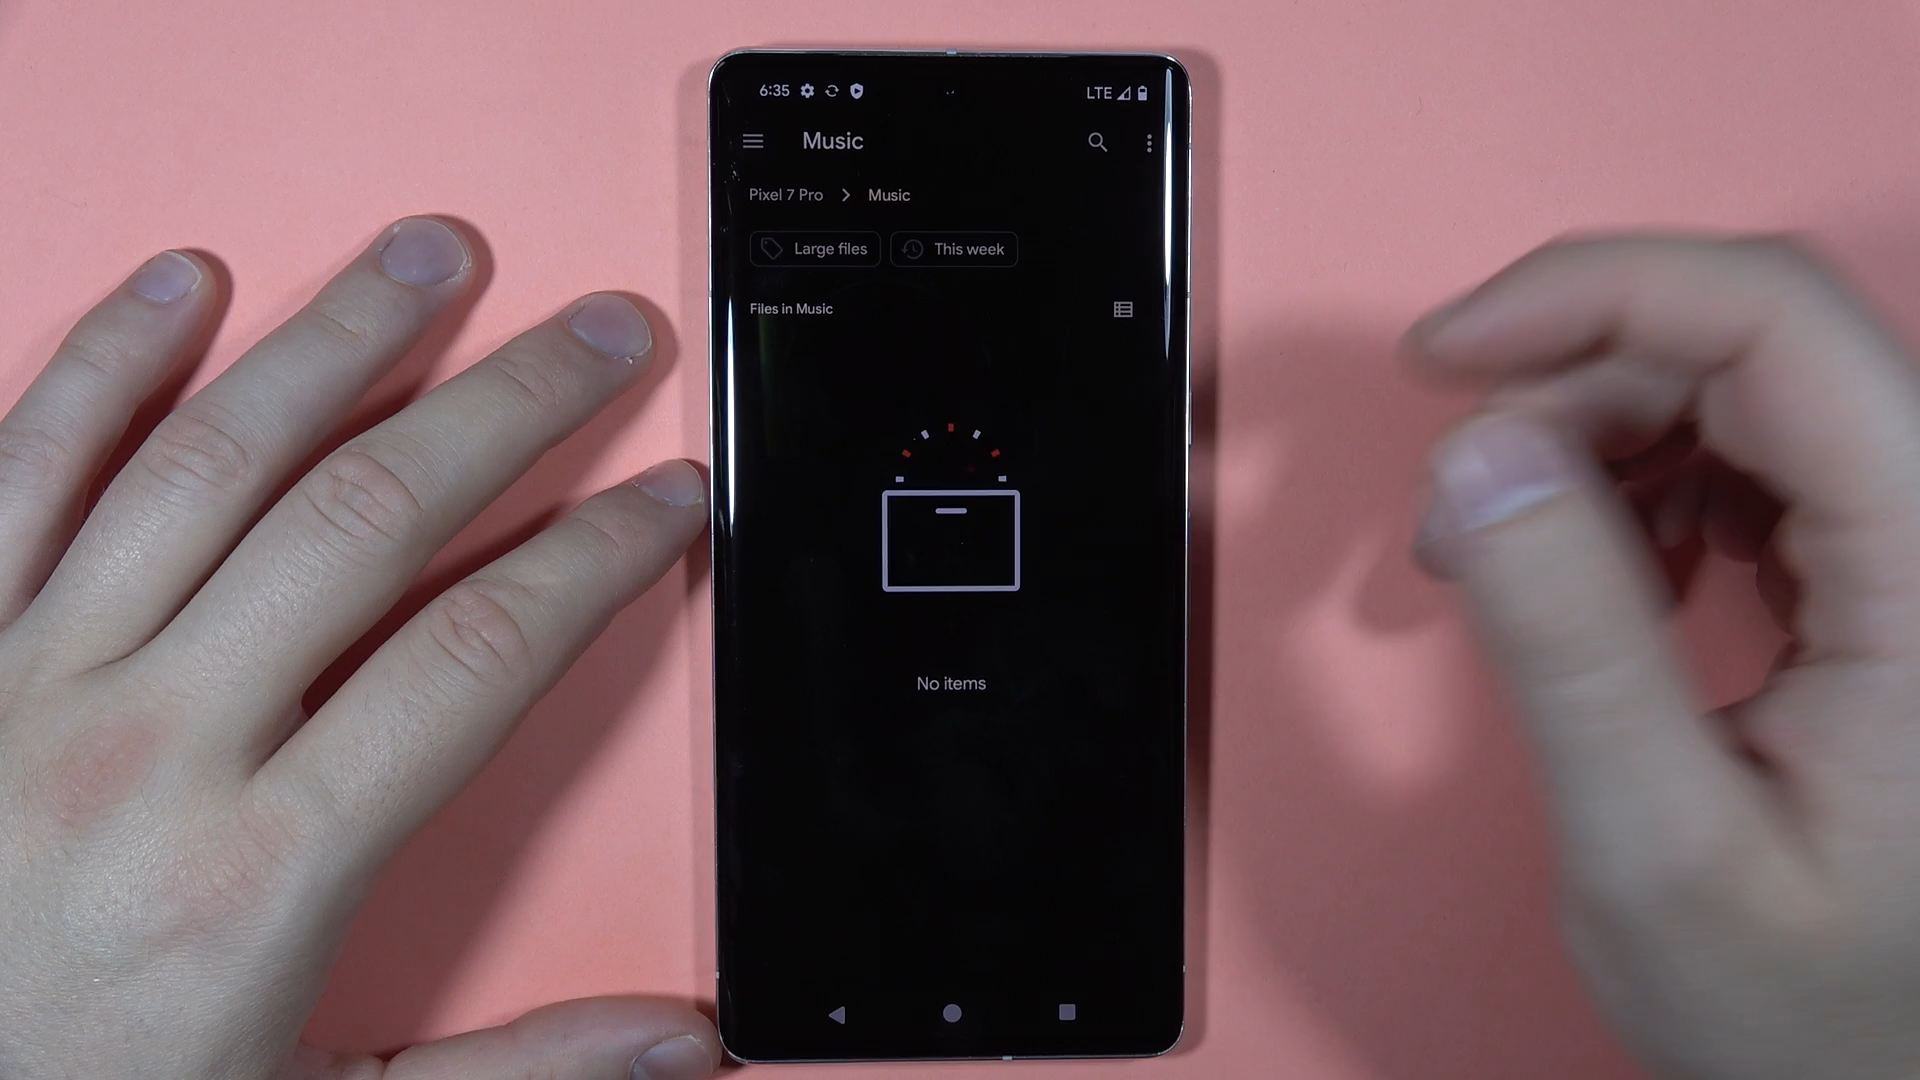 6:35
LTE
Music
Pixel 7 Pro > Music
Large files
This week
Files in Music
No items